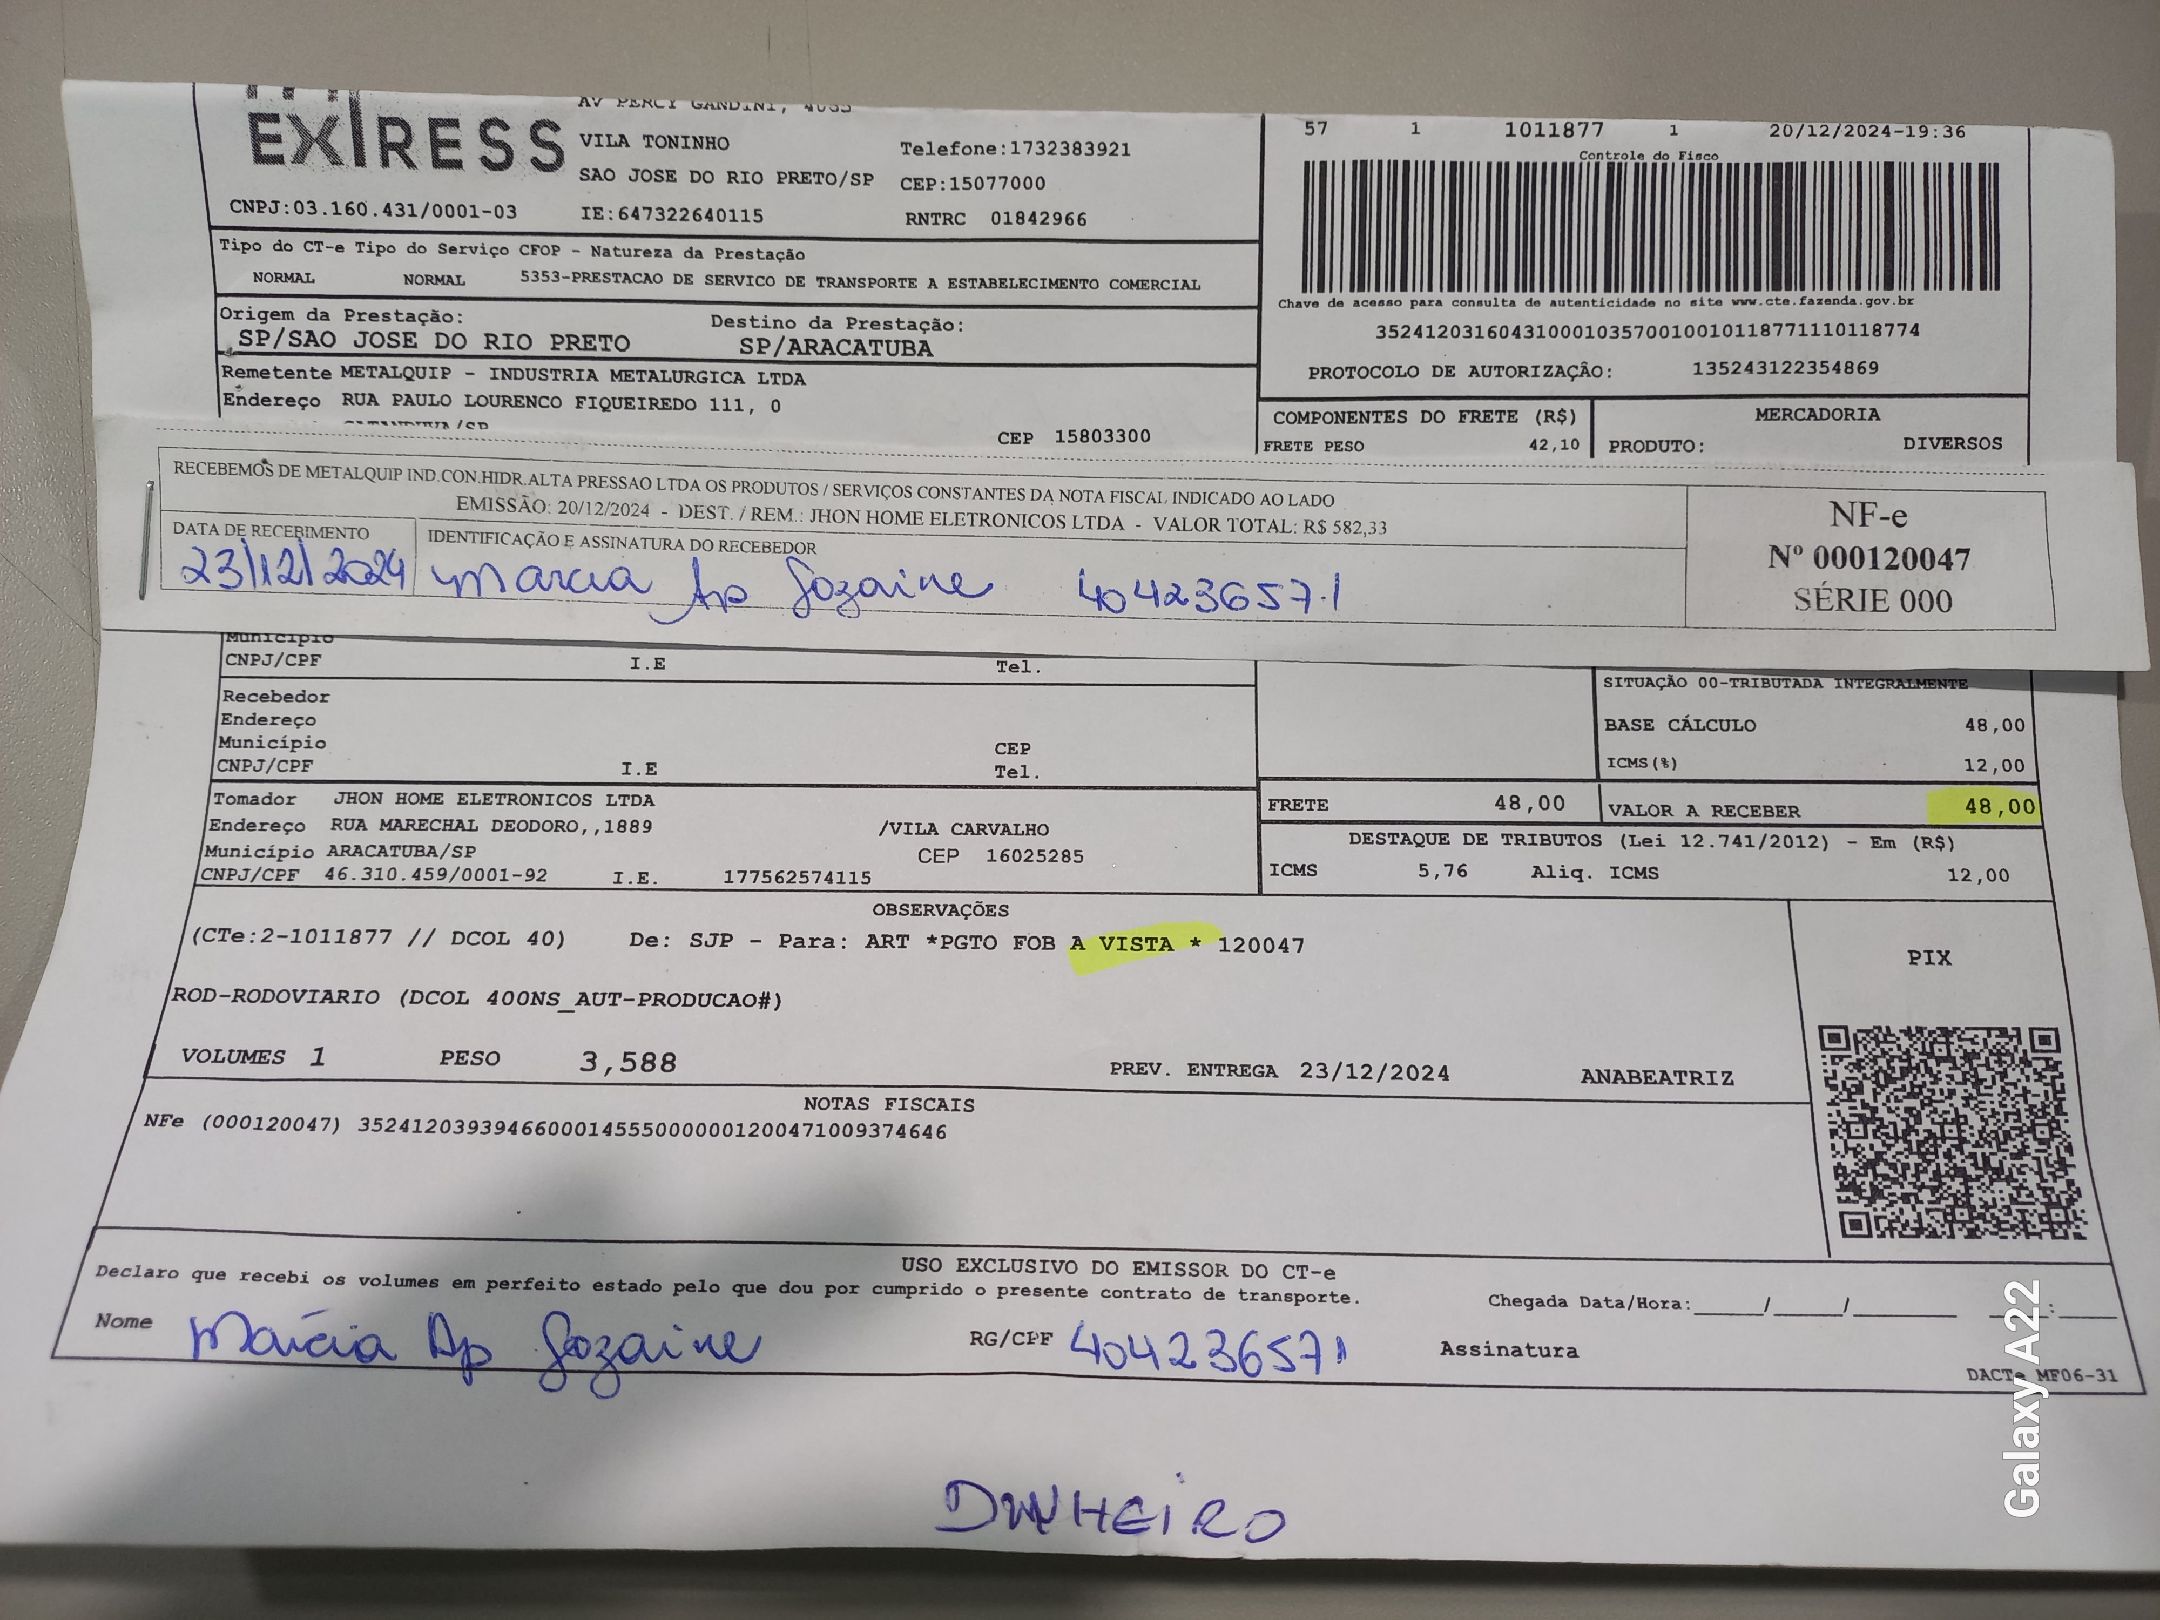 EXPRESS
VILA TONINHO
Telefone:1732383921
SAO JOSE DO RIO PRETO/SP CEP:15077000
CNPJ:03.160.431/0001-03 IE:647322640115 RNTRC 01842966
57 1 1011877 1 20/12/2024-19:36
Controle do Fisco
Chave de acesso para consulta de autenticidade no site www.cte.fazenda.gov.br
35241203160431000103570010010118771110118774
PROTOCOLO DE AUTORIZAÇÃO: 135243122354869
Tipo do CT-e Tipo do Serviço CFOP - Natureza da Prestação
NORMAL NORMAL 5353-PRESTACAO DE SERVICO DE TRANSPORTE A ESTABELECIMENTO COMERCIAL
Origem da Prestação: Destino da Prestação:
SP/SAO JOSE DO RIO PRETO SP/ARACATUBA
Remetente METALQUIP - INDUSTRIA METALURGICA LTDA
Endereço RUA PAULO LOURENCO FIQUEIREDO 111, 0
CEP 15803300
COMPONENTES DO FRETE (R$) MERCADORIA
FRETE PESO 42,10 PRODUTO: DIVERSOS
RECEBEMOS DE METALQUIP IND.CON.HIDR.ALTA PRESSAO LTDA OS PRODUTOS / SERVIÇOS CONSTANTES DA NOTA FISCAL INDICADO AO LADO
EMISSÃO: 20/12/2024 - DEST. / REM.: JHON HOME ELETRONICOS LTDA - VALOR TOTAL: R$ 582,33
DATA DE RECEBIMENTO IDENTIFICAÇÃO E ASSINATURA DO RECEBEDOR
23/12/2024 Marcia Ap Gozaine 40423657.1
NF-e
Nº 000120047
SÉRIE 000
Município
CNPJ/CPF I.E Tel.
Recebedor
Endereço
Município CEP
CNPJ/CPF I.E Tel.
SITUAÇÃO 00-TRIBUTADA INTEGRALMENTE
BASE CÁLCULO 48,00
ICMS(%) 12,00
Tomador JHON HOME ELETRONICOS LTDA
Endereço RUA MARECHAL DEODORO,,1889 /VILA CARVALHO
Município ARACATUBA/SP CEP 16025285
CNPJ/CPF 46.310.459/0001-92 I.E. 177562574115
FRETE 48,00 VALOR A RECEBER 48,00
DESTAQUE DE TRIBUTOS (Lei 12.741/2012) - Em (R$)
ICMS 5,76 Aliq. ICMS 12,00
OBSERVAÇÕES
(CTe:2-1011877 // DCOL 40) De: SJP - Para: ART *PGTO FOB A VISTA * 120047
ROD-RODOVIARIO (DCOL 400NS_AUT-PRODUCAO#)
PIX
VOLUMES 1 PESO 3,588 PREV. ENTREGA 23/12/2024 ANABEATRIZ
NOTAS FISCAIS
NFe (000120047) 35241203939466000145550000001200471009374646
USO EXCLUSIVO DO EMISSOR DO CT-e
Declaro que recebi os volumes em perfeito estado pelo que dou por cumprido o presente contrato de transporte.
Chegada Data/Hora:_____/_____/________ __:____
Nome Marcia Ap Gozaine RG/CPF 404236571 Assinatura
DACTe MF06-31
DINHEIRO
Galaxy A22